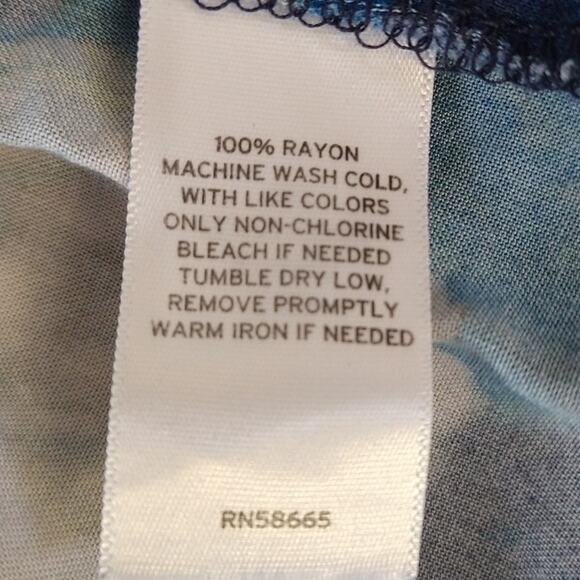 100% RAYON
MACHINE WASH COLD,
WITH LIKE COLORS
ONLY NON-CHLORINE
BLEACH IF NEEDED
TUMBLE DRY LOW,
REMOVE PROMPTLY
WARM IRON IF NEEDED
RN58665